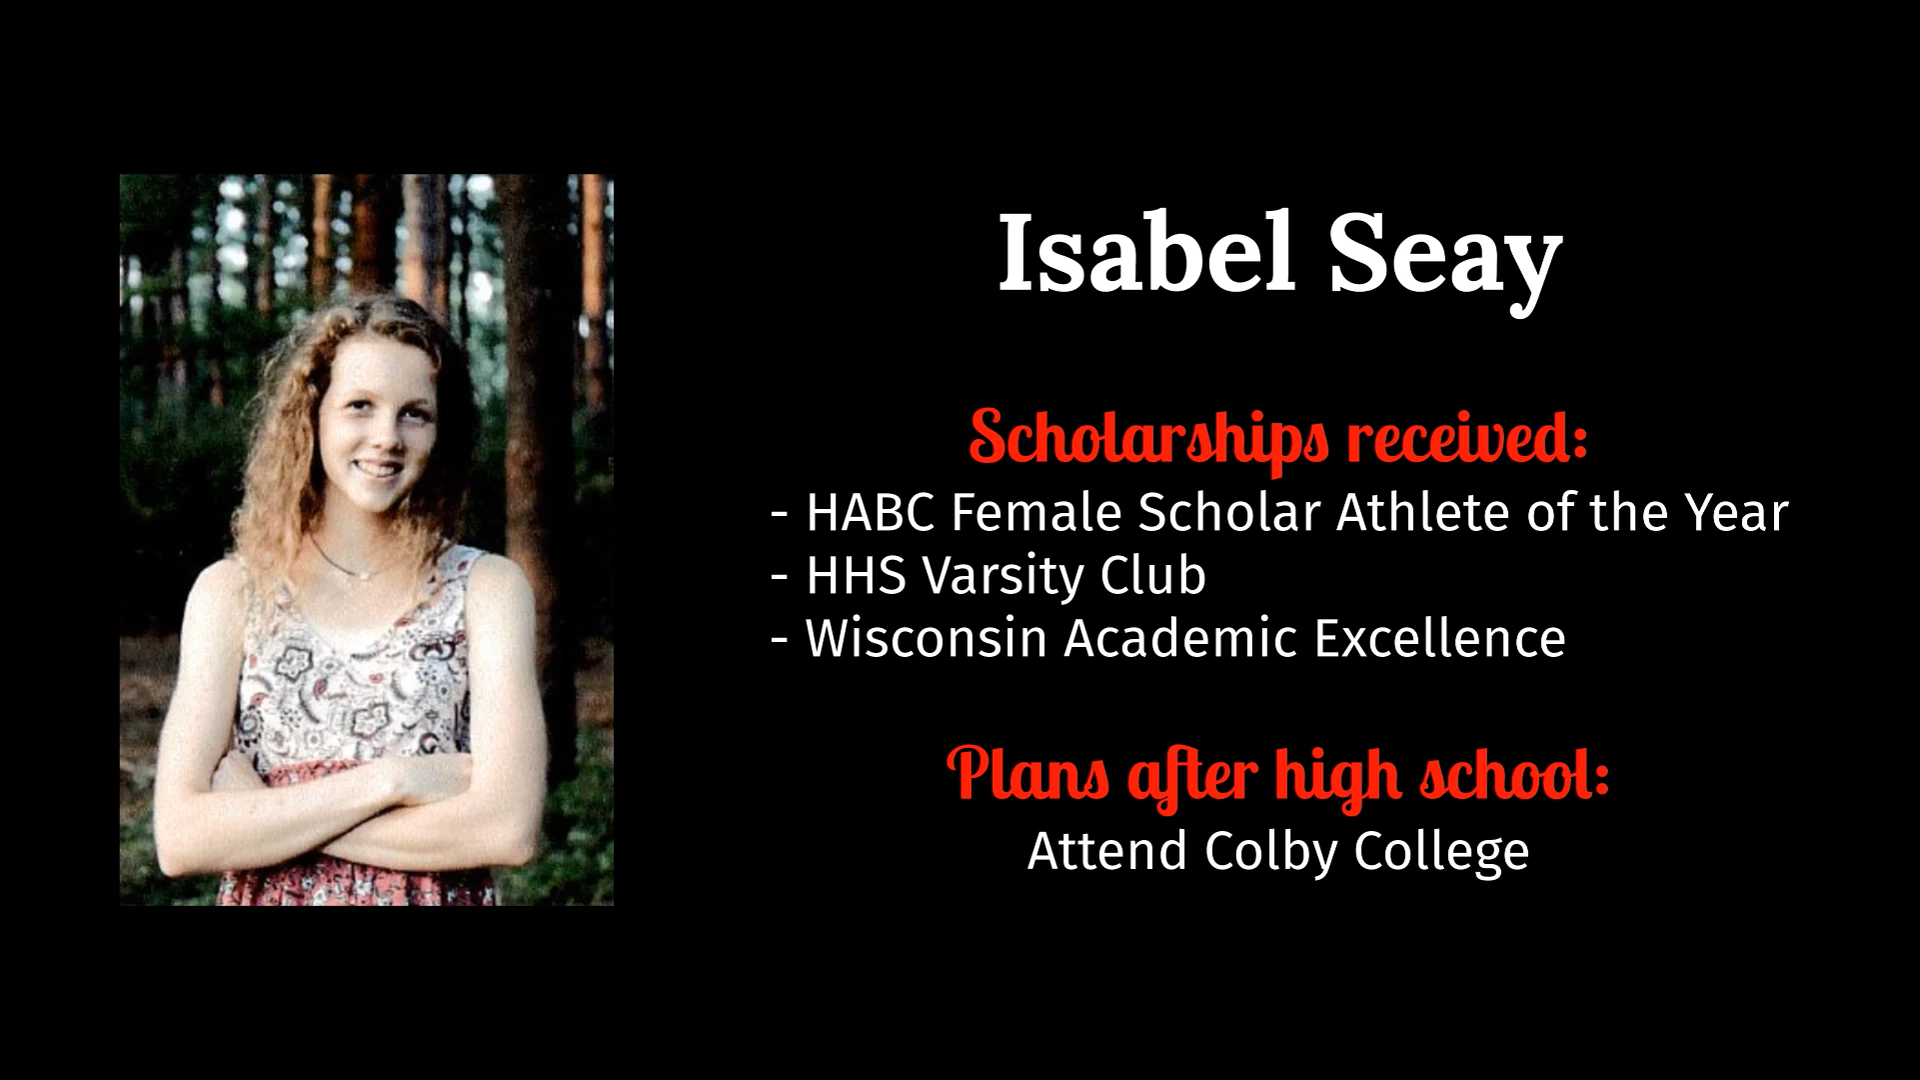 Isabel Seay
Scholarships received:
- HABC Female Scholar Athlete of the Year
- HHS Varsity Club
- Wisconsin Academic Excellence
Plans after high school:
Attend Colby College